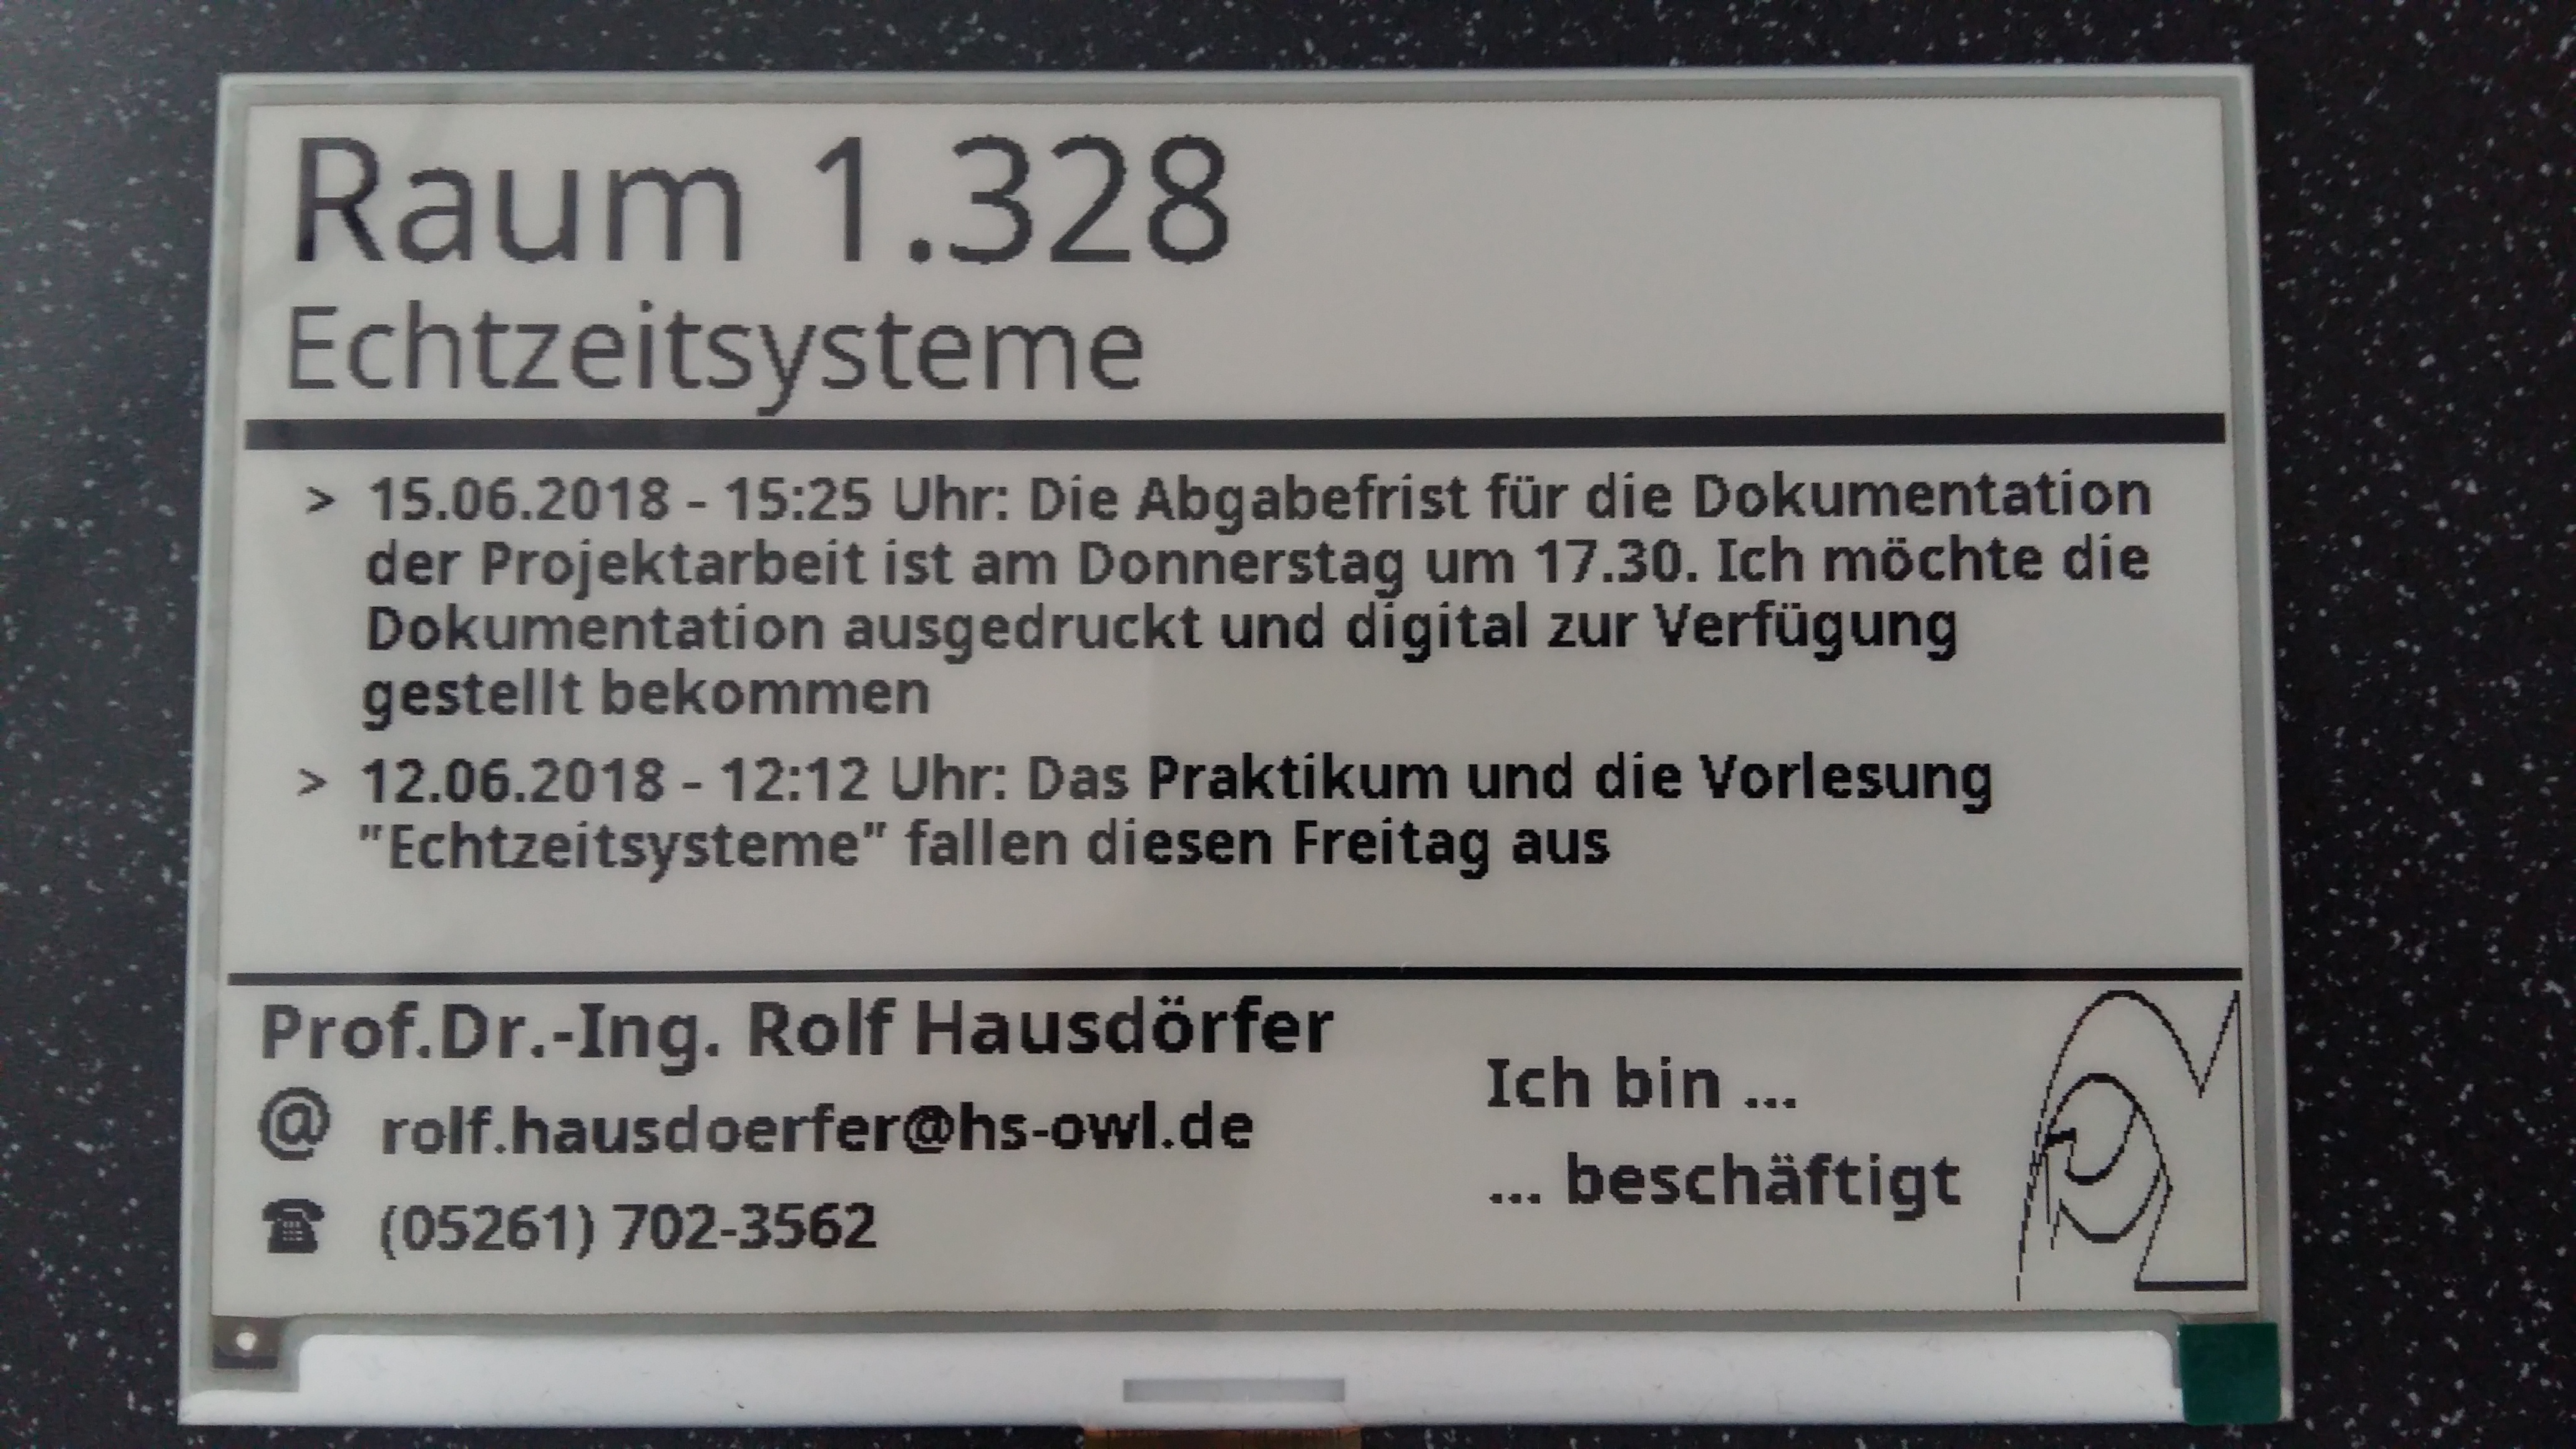 Raum 1.328
Echtzeitsysteme
> 15.06.2018 - 15:25 Uhr: Die Abgabefrist für die Dokumentation
der Projektarbeit ist am Donnerstag um 17.30. Ich möchte die
Dokumentation ausgedruckt und digital zur Verfügung
gestellt bekommen
> 12.06.2018 - 12:12 Uhr: Das Praktikum und die Vorlesung
"Echtzeitsysteme" fallen diesen Freitag aus
Prof.Dr.-Ing. Rolf Hausdörfer
@ rolf.hausdoerfer@hs-owl.de
(05261) 702-3562
Ich bin ...
... beschäftigt